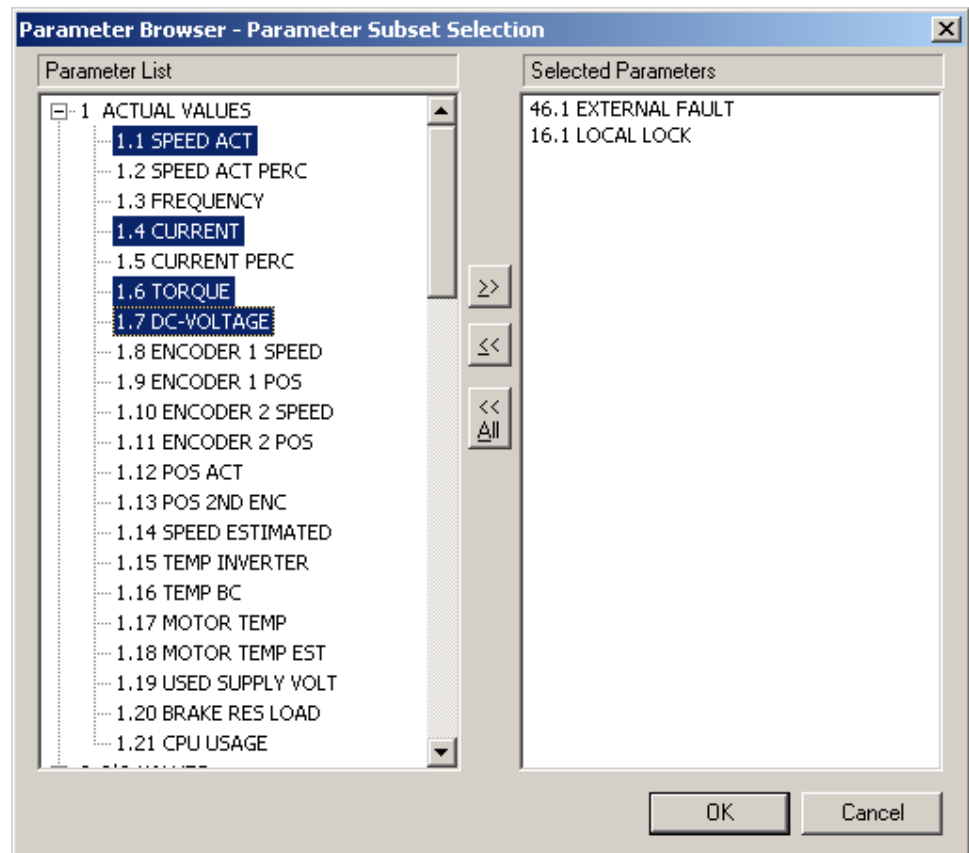 Parameter Browser - Parameter Subset Selection
Parameter List
Selected Parameters
1 ACTUAL VALUES
1.1 SPEED ACT
1.2 SPEED ACT PERC
1.3 FREQUENCY
1.4 CURRENT
1.5 CURRENT PERC
1.6 TORQUE
1.7 DC-VOLTAGE
1.8 ENCODER 1 SPEED
1.9 ENCODER 1 POS
1.10 ENCODER 2 SPEED
1.11 ENCODER 2 POS
1.12 POS ACT
1.13 POS 2ND ENC
1.14 SPEED ESTIMATED
1.15 TEMP INVERTER
1.16 TEMP BC
1.17 MOTOR TEMP
1.18 MOTOR TEMP EST
1.19 USED SUPPLY VOLT
1.20 BRAKE RES LOAD
1.21 CPU USAGE
>>
<<
<<
All
46.1 EXTERNAL FAULT
16.1 LOCAL LOCK
OK
Cancel